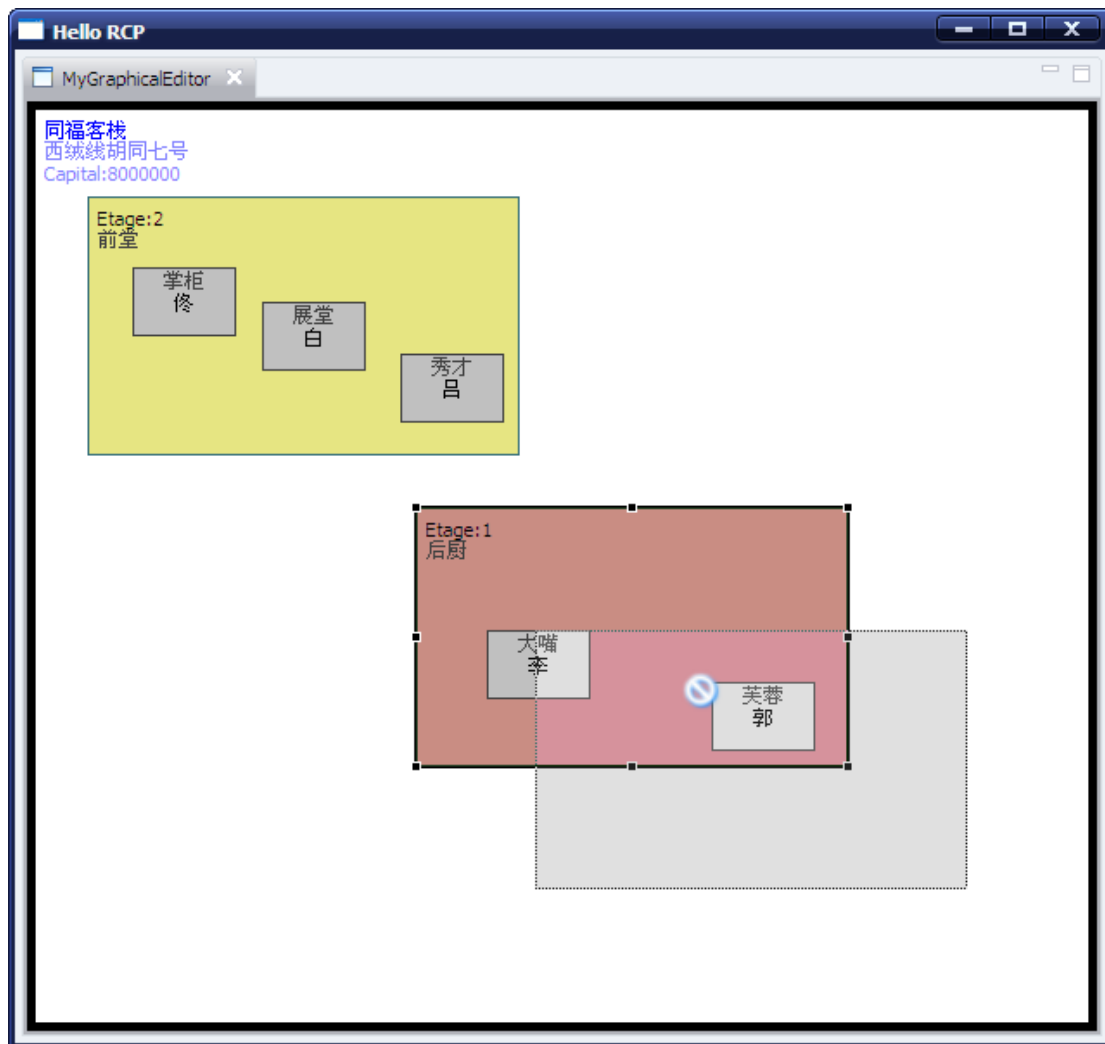 Hello RCP
MyGraphicalEditor
同福客栈
西绒线胡同七号
Capital:8000000
Etage:2
前堂
掌柜
佟
展堂
白
秀才
吕
Etage:1
后厨
大嘴
李
芙蓉
郭